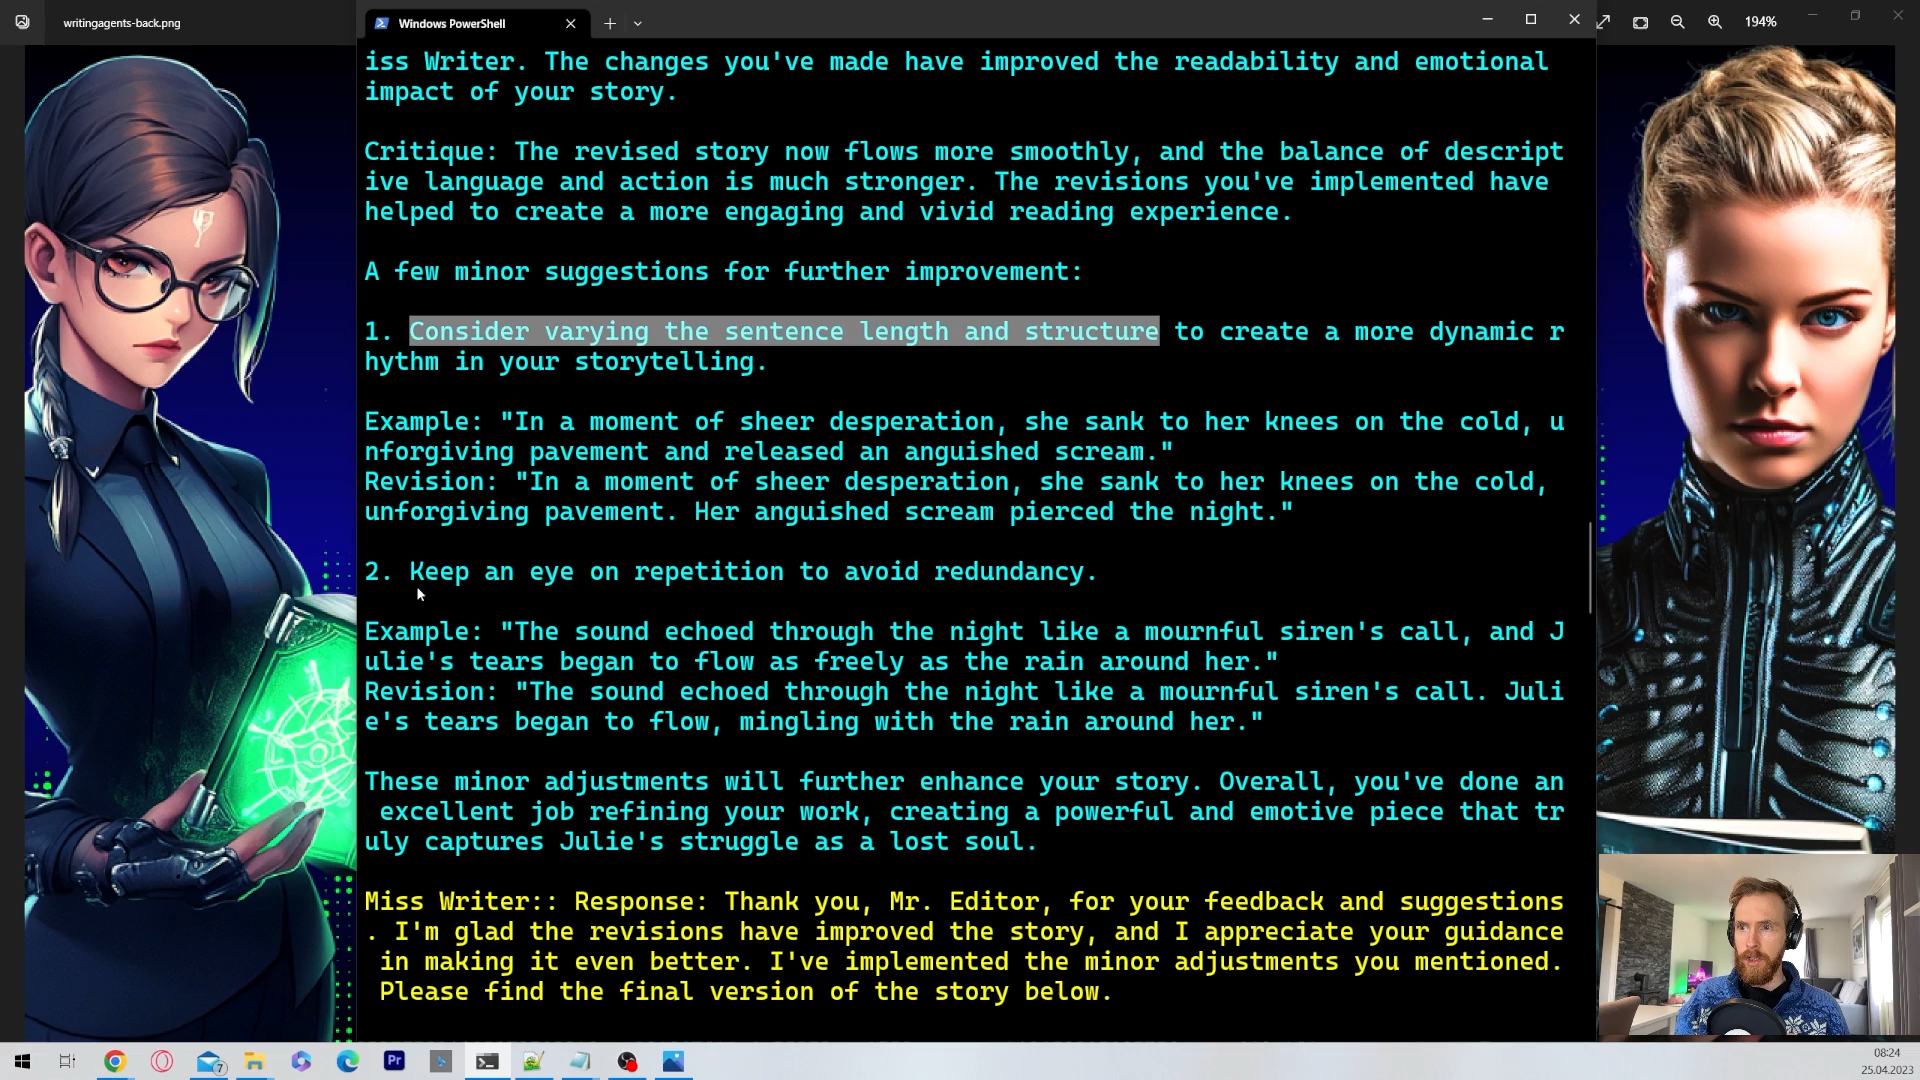 writingagents-back.png
Windows PowerShell
194%
iss Writer. The changes you've made have improved the readability and emotional
impact of your story.
Critique: The revised story now flows more smoothly, and the balance of descript
ive language and action is much stronger. The revisions you've implemented have
helped to create a more engaging and vivid reading experience.
A few minor suggestions for further improvement:
1. Consider varying the sentence length and structure to create a more dynamic r
hythm in your storytelling.
Example: "In a moment of sheer desperation, she sank to her knees on the cold, u
nforgiving pavement and released an anguished scream."
Revision: "In a moment of sheer desperation, she sank to her knees on the cold,
unforgiving pavement. Her anguished scream pierced the night."
2. Keep an eye on repetition to avoid redundancy.
Example: "The sound echoed through the night like a mournful siren's call, and J
ulie's tears began to flow as freely as the rain around her."
Revision: "The sound echoed through the night like a mournful siren's call. Juli
e's tears began to flow, mingling with the rain around her."
These minor adjustments will further enhance your story. Overall, you've done an
excellent job refining your work, creating a powerful and emotive piece that tr
uly captures Julie's struggle as a lost soul.
Miss Writer:: Response: Thank you, Mr. Editor, for your feedback and suggestions
. I'm glad the revisions have improved the story, and I appreciate your guidance
in making it even better. I've implemented the minor adjustments you mentioned.
Please find the final version of the story below.
7
Pr
08:24
25.04.2023